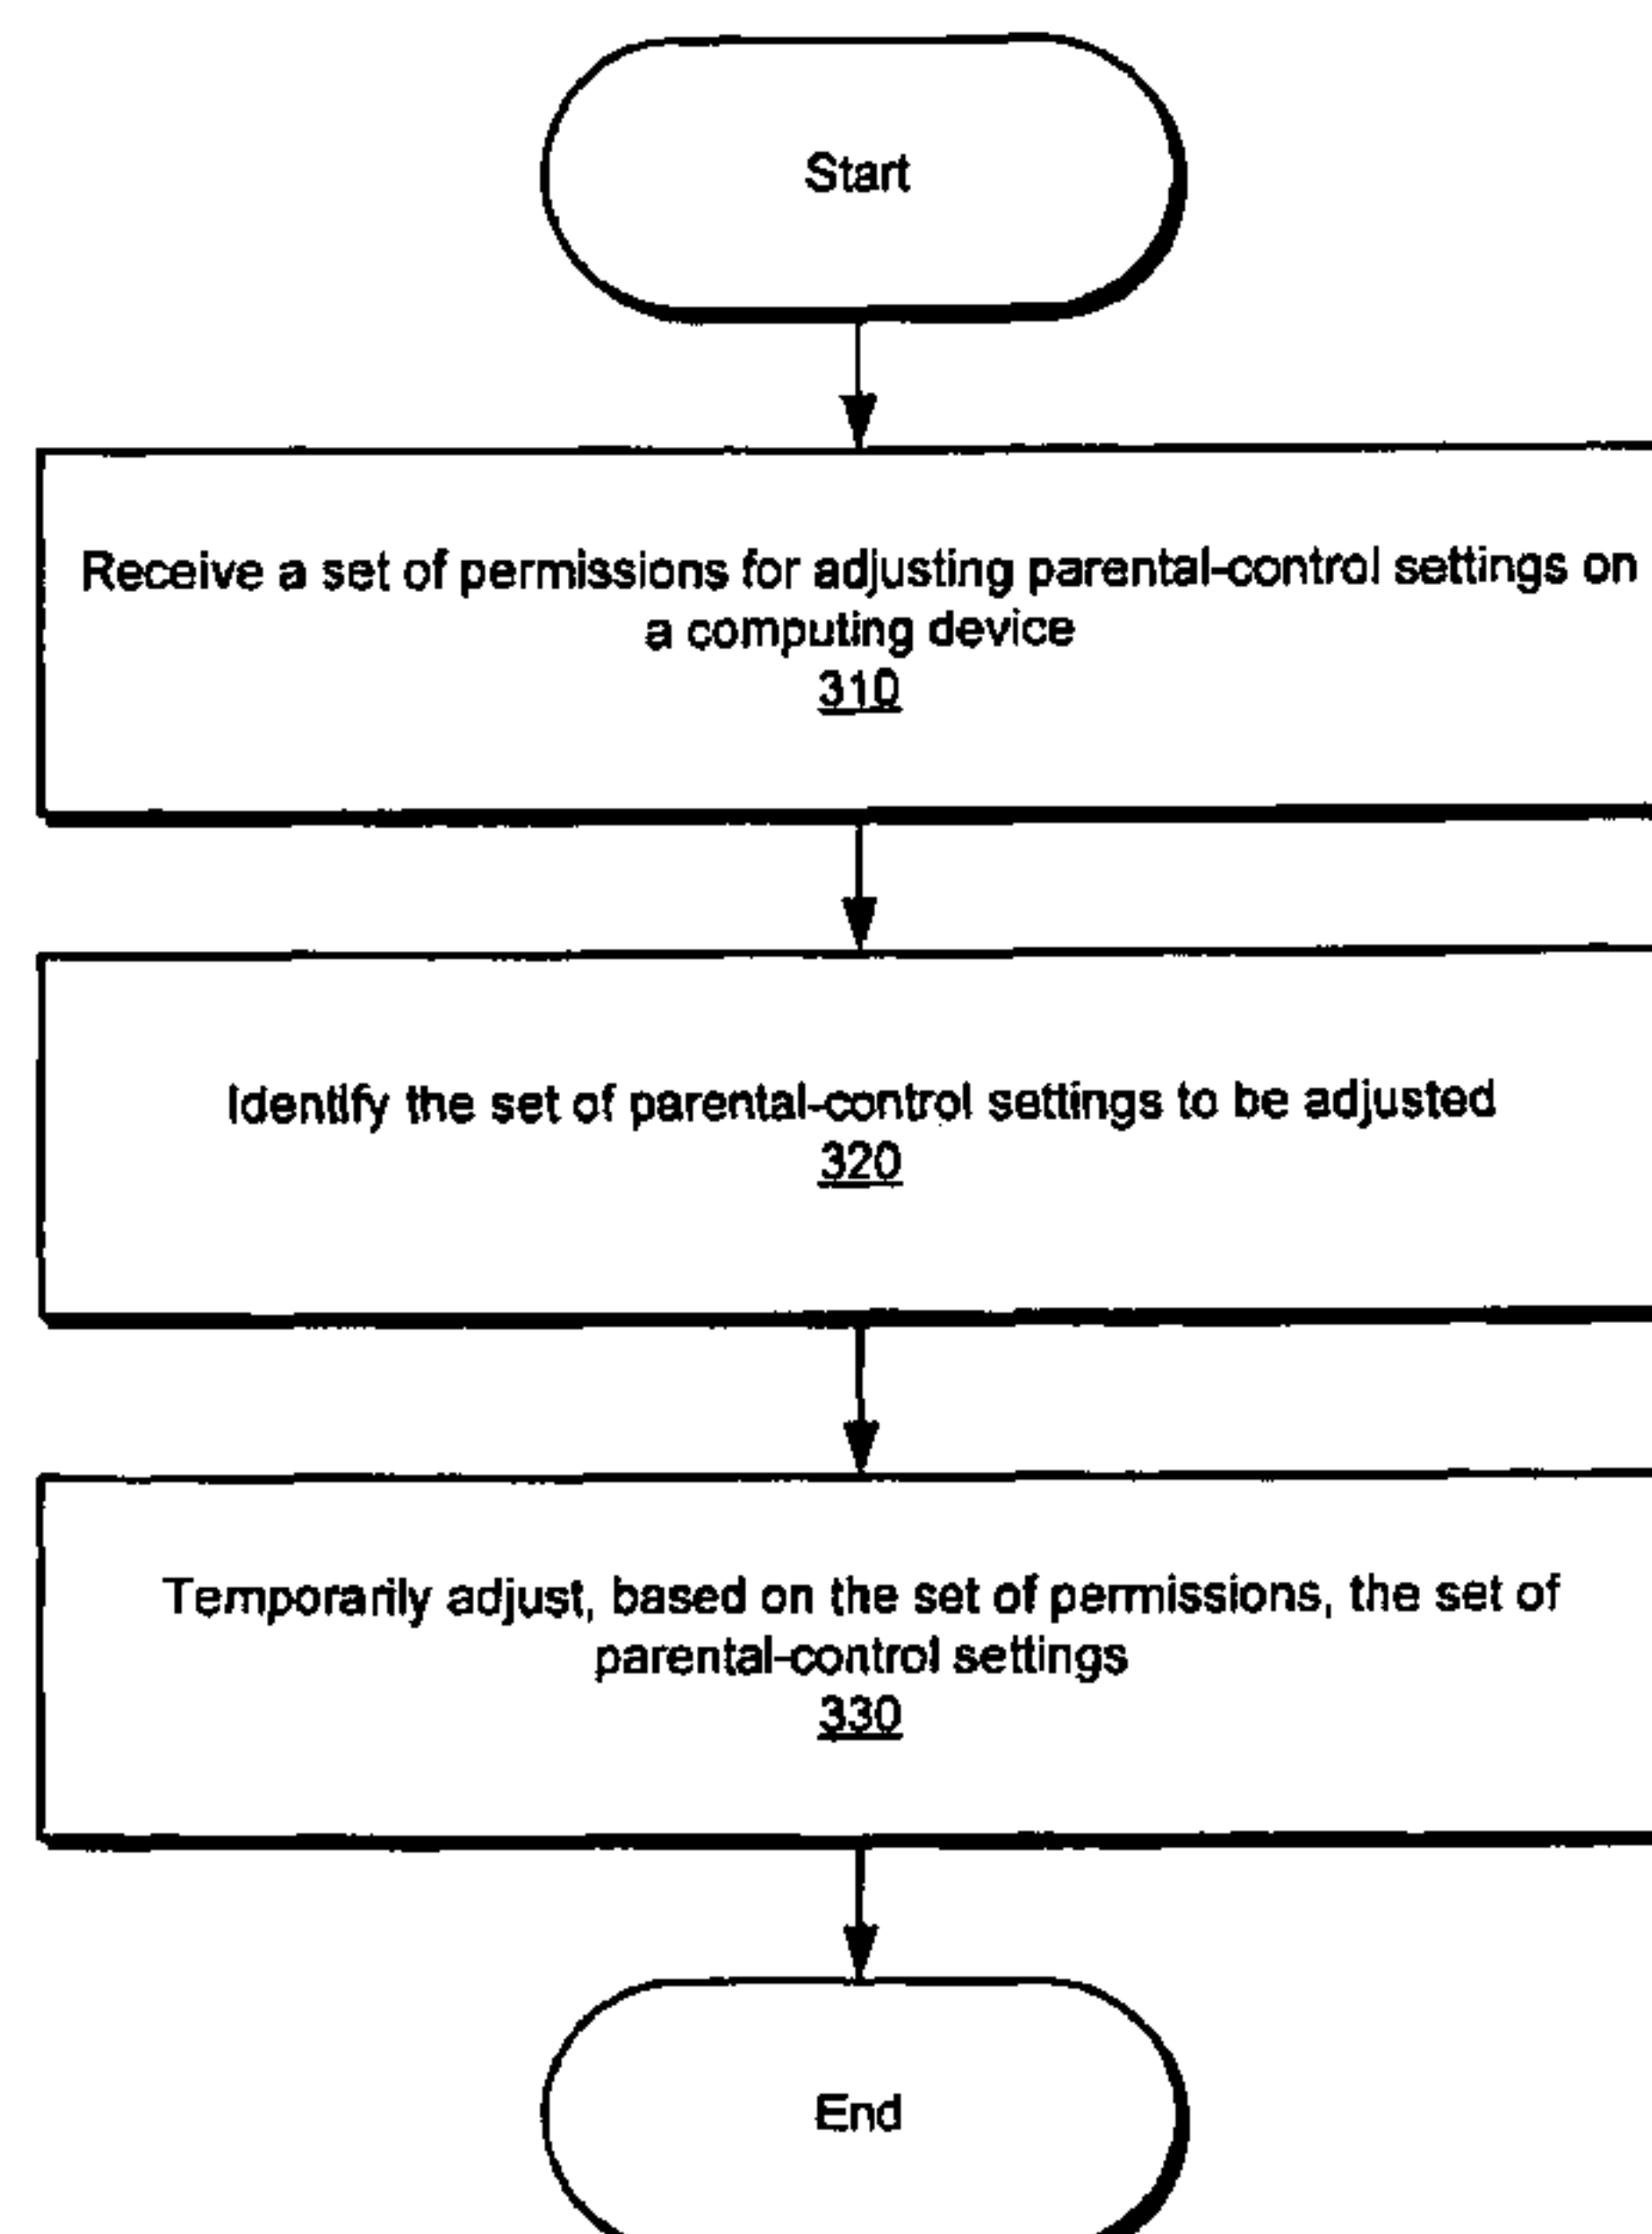 Start
Receive a set of permissions for adjusting parental-control settings on
a computing device
310
Identify the set of parental-control settings to be adjusted
320
Temporarily adjust, based on the set of permissions, the set of
parental-control settings
330
End